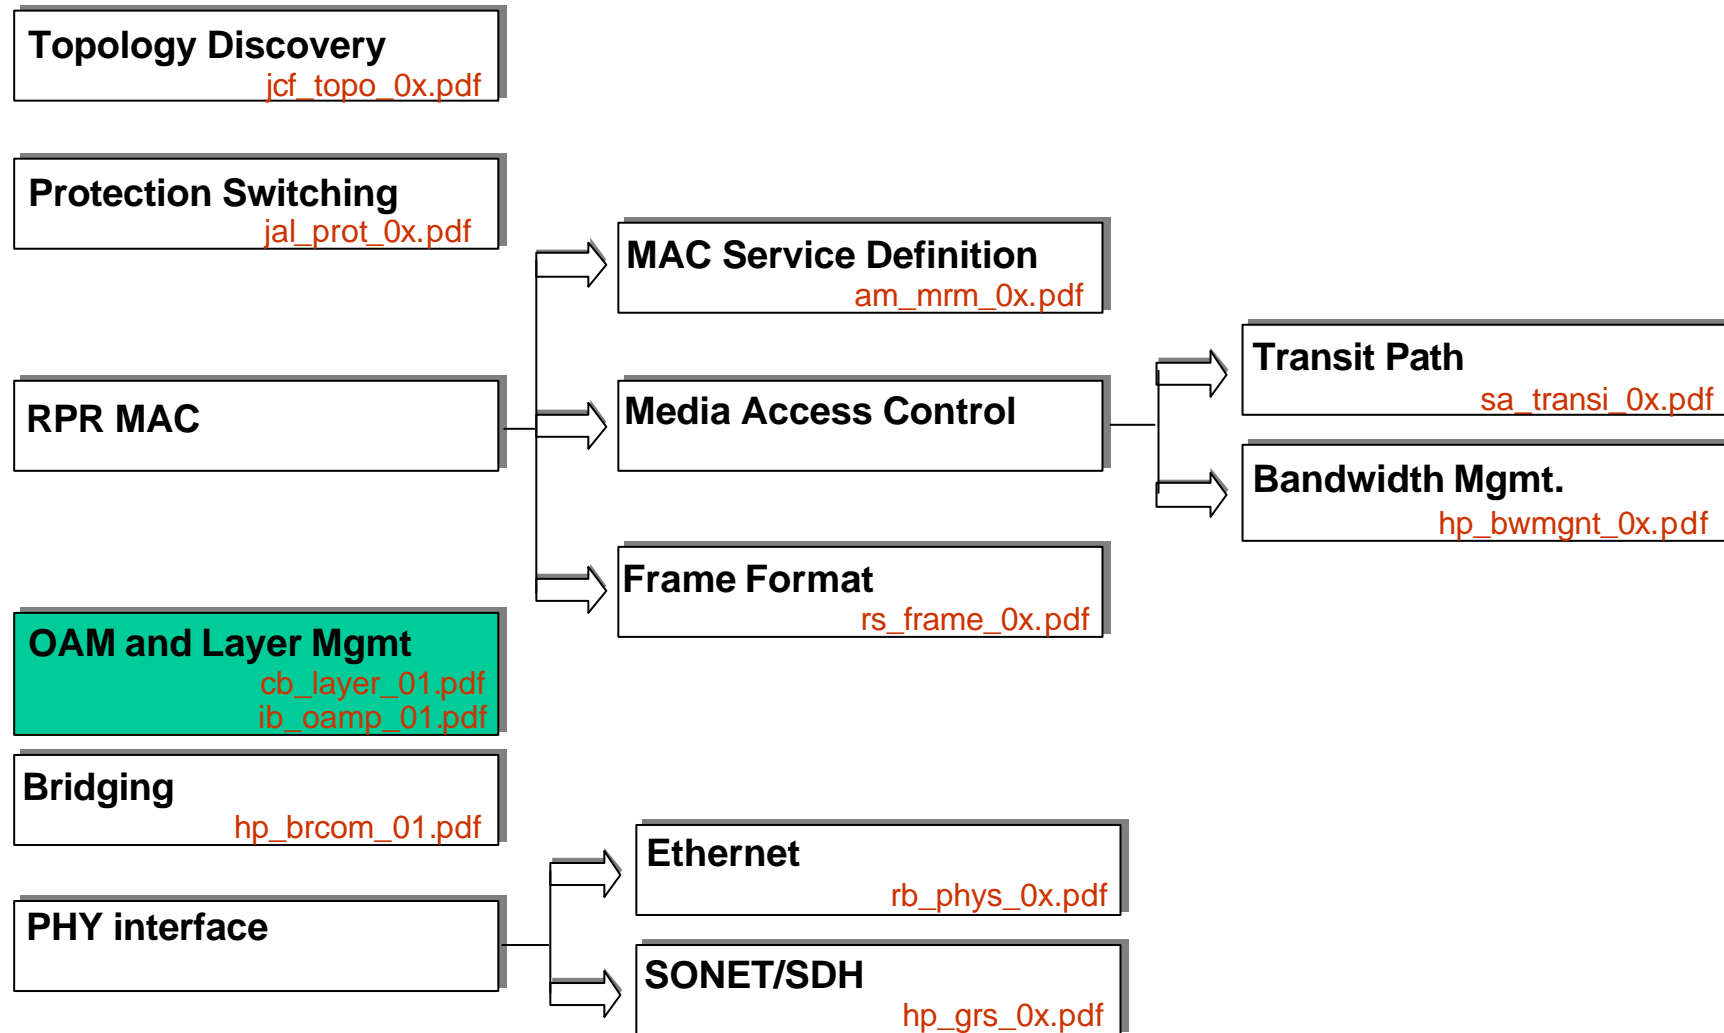 Topology Discovery
jcf_topo_0x.pdf
Protection Switching
jal_prot_0x.pdf
MAC Service Definition
am_mrm_0x.pdf
Transit Path
sa_transi_0x.pdf
RPR MAC
Media Access Control
Bandwidth Mgmt.
hp_bwmgnt_0x.pdf
Frame Format
rs_frame_0x.pdf
OAM and Layer Mgmt
cb_layer_01.pdf
ib_oamp_01.pdf
Bridging
hp_brcom_01.pdf
Ethernet
rb_phys_0x.pdf
PHY interface
SONET/SDH
hp_grs_0x.pdf